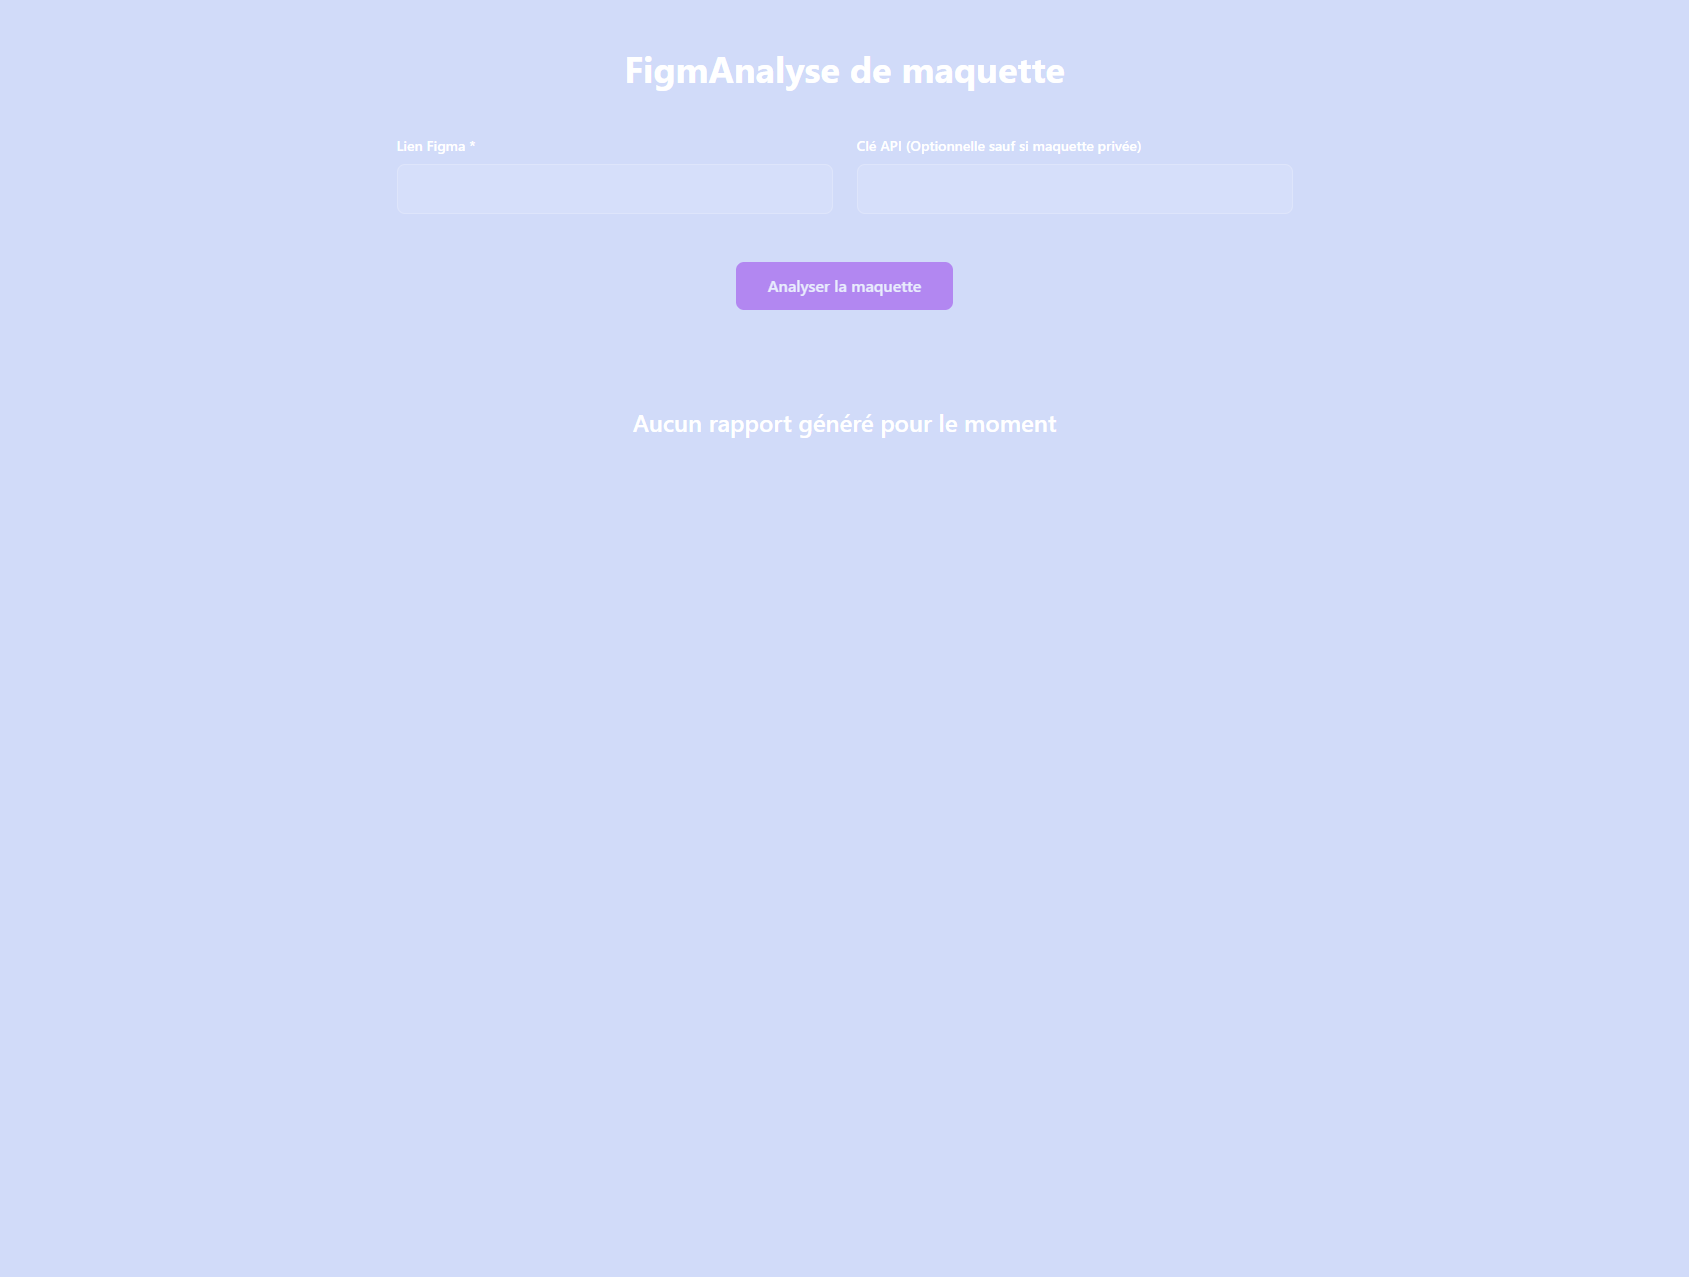 FigmAnalyse de maquette
Lien Figma *
Clé API (Optionnelle sauf si maquette privée)
Analyser la maquette
Aucun rapport généré pour le moment